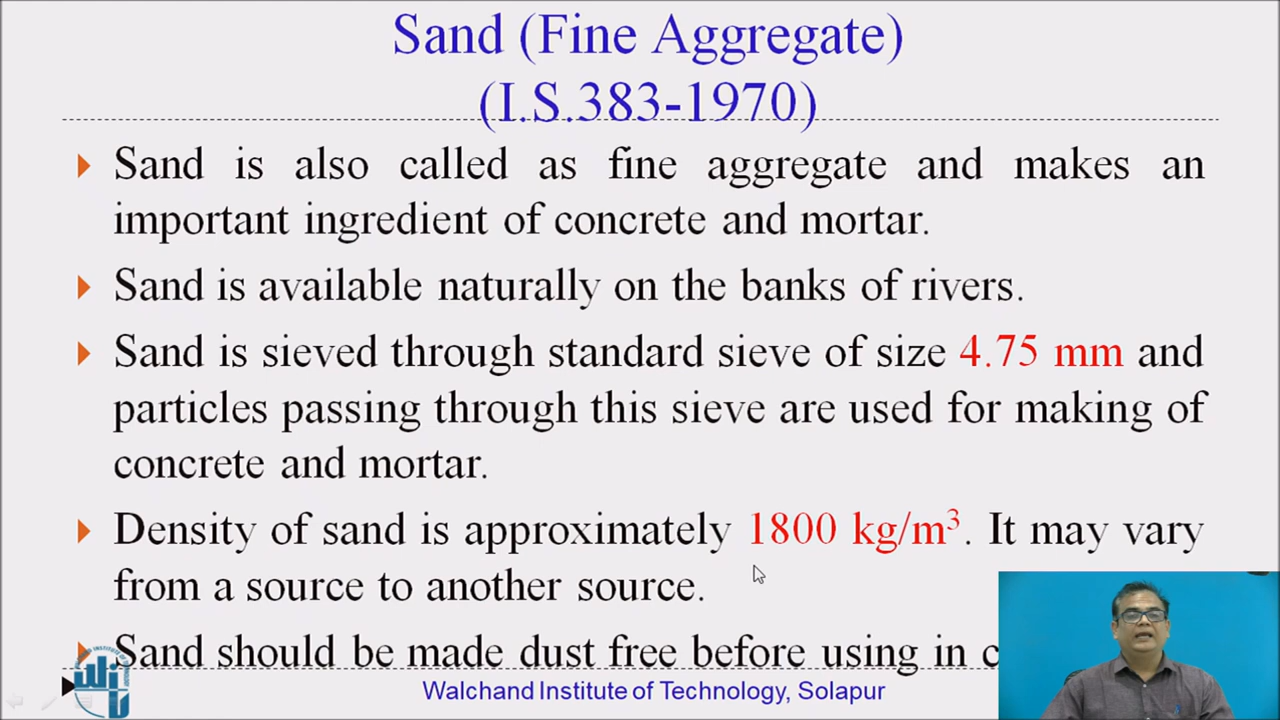 Sand (Fine Aggregate)
(I.S.383-1970)
Sand is also called as fine aggregate and makes an
important ingredient of concrete and mortar.
Sand is available naturally on the banks of rivers.
Sand is sieved through standard sieve of size 4.75 mm and
particles passing through this sieve are used for making of
concrete and mortar.
Density of sand is approximately 1800 kg/m³. It may vary
from a source to another source.
Sand should be made dust free before using in
Walchand Institute of Technology, Solapur